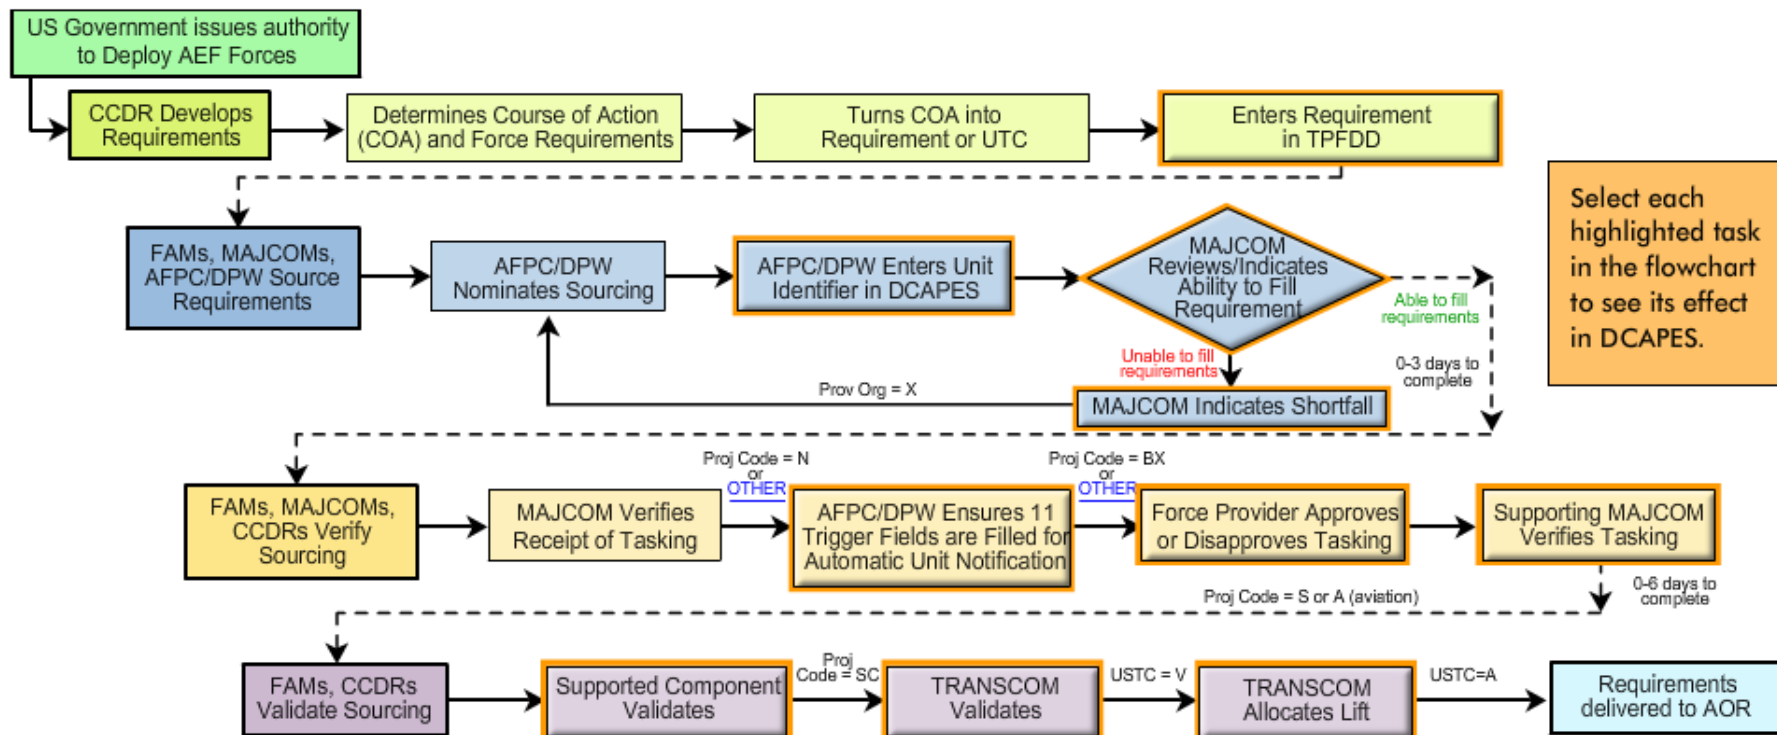 US Government issues authority
to Deploy AEF Forces
CCDR Develops
Requirements
Determines Course of Action
(COA) and Force Requirements
Turns COA into
Requirement or UTC
Enters Requirement
in TPFDD
Select each
highlighted task
in the flowchart
to see its effect
in DCAPES.
FAMs, MAJCOMs,
AFPC/DPW Source
Requirements
AFPC/DPW
Nominates Sourcing
AFPC/DPW Enters Unit
Identifier in DCAPES
MAJCOM
Reviews/Indicates
Ability to Fill
Requirement
Able to fill
requirements
Unable to fill
requirements
0-3 days to
complete
Prov Org = X
MAJCOM Indicates Shortfall
FAMs, MAJCOMs,
CCDRs Verify
Sourcing
MAJCOM Verifies
Receipt of Tasking
Proj Code = N
or
OTHER
AFPC/DPW Ensures 11
Trigger Fields are Filled for
Automatic Unit Notification
Proj Code = BX
or
OTHER
Force Provider Approves
or Disapproves Tasking
Supporting MAJCOM
Verifies Tasking
0-6 days to
complete
Proj Code = S or A (aviation)
FAMs, CCDRs
Validate Sourcing
Supported Component
Validates
Proj
Code = SC
TRANSCOM
Validates
USTC = V
TRANSCOM
Allocates Lift
USTC=A
Requirements
delivered to AOR